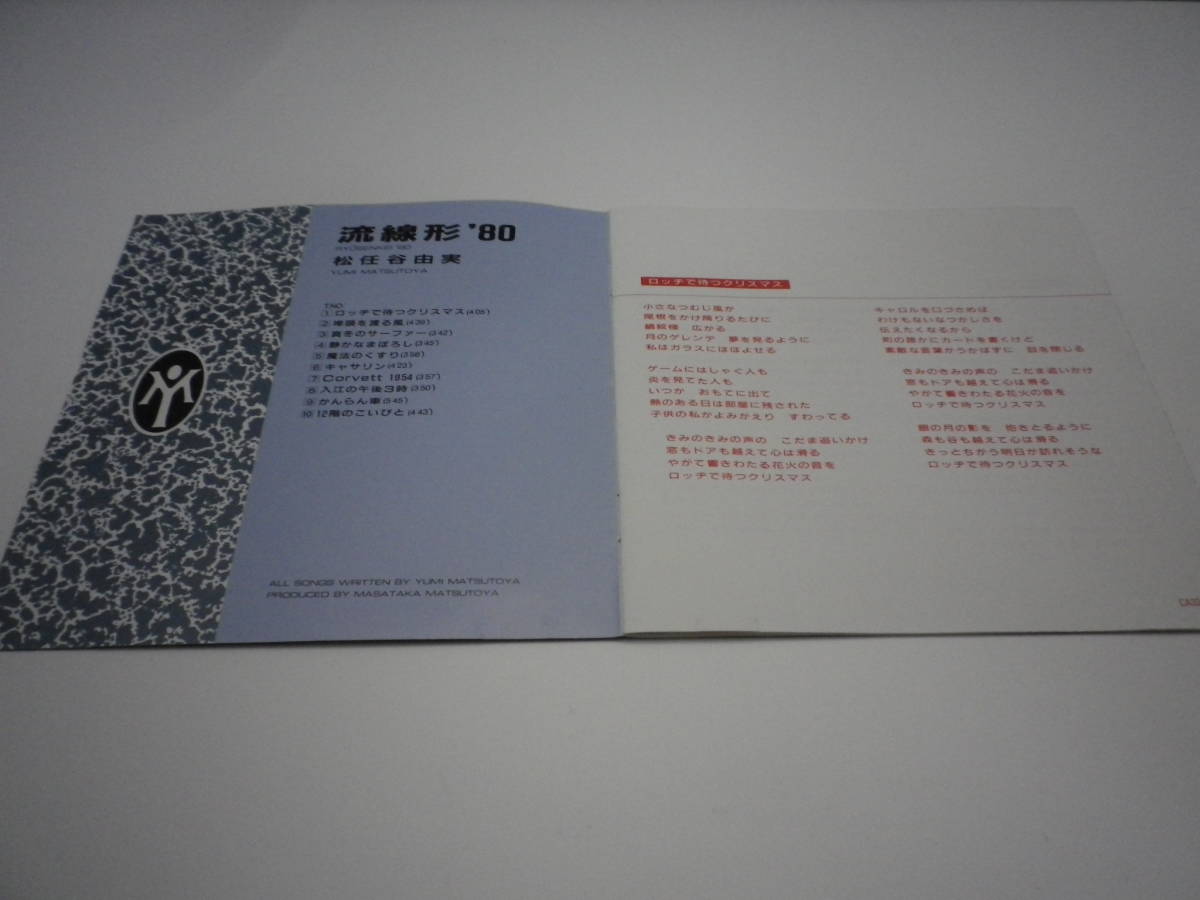 流線形 '80
RYUSENKEI '80
松任谷由実
YUMI MATSUTOYA
TNO.
1 ロッヂで待つクリスマス(4:05)
2 埠頭を渡る風(4:39)
3 真冬のサーファー(3:42)
4 静かなまぼろし(3:45)
5 魔法のくすり(3:58)
6 キャサリン(4:23)
7 Corvett 1954(3:57)
8 入江の午後3時(3:50)
9 かんらん車(5:45)
10 12階のこいびと(4:43)
ALL SONGS WRITTEN BY YUMI MATSUTOYA
PRODUCED BY MASATAKA MATSUTOYA
ロッヂで待つクリスマス
小さなつむじ風が
尾根をかけ降りるたびに
縞模様 広がる
月のゲレンデ 夢を見るように
私はガラスにほほよせる
ゲームにはしゃぐ人も
炎を見てた人も
いつか おもてに出て
熱のある日は部屋に残された
子供の私がよみがえり すわってる
きみのきみの声の こだま追いかけ
窓もドアも越えて心は滑る
やがて響きわたる花火の音を
ロッヂで待つクリスマス
キャロルを口づさめば
わけもないなつかしさを
伝えたくなるから
町の誰かにカードを書くけど
素敵な言葉がうかばずに 目を閉じる
きみのきみの声の こだま追いかけ
窓もドアも越えて心は滑る
やがて響きわたる花火の音を
ロッヂで待つクリスマス
銀の月の影を 抱きとるように
森も谷も越えて心は滑る
きっとちがう明日が訪れそうな
ロッヂで待つクリスマス